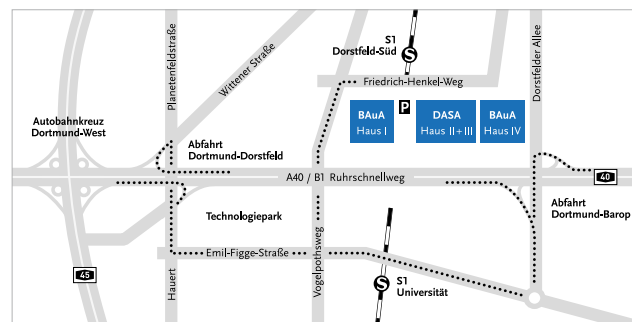 S1
Dorstfeld-Süd
S
Planetenfeldstraße
Wittener Straße
Dorstfelder Allee
Friedrich-Henkel-Weg
P
BAuA
Haus I
DASA
Haus II+III
BAuA
Haus IV
Autobahnkreuz
Dortmund-West
Abfahrt
Dortmund-Dorstfeld
A40 / B1 Ruhrschnellweg
40
Abfahrt
Dortmund-Barop
Technologiepark
Emil-Figge-Straße
Vogelpothsweg
Hauert
45
S
S1
Universität